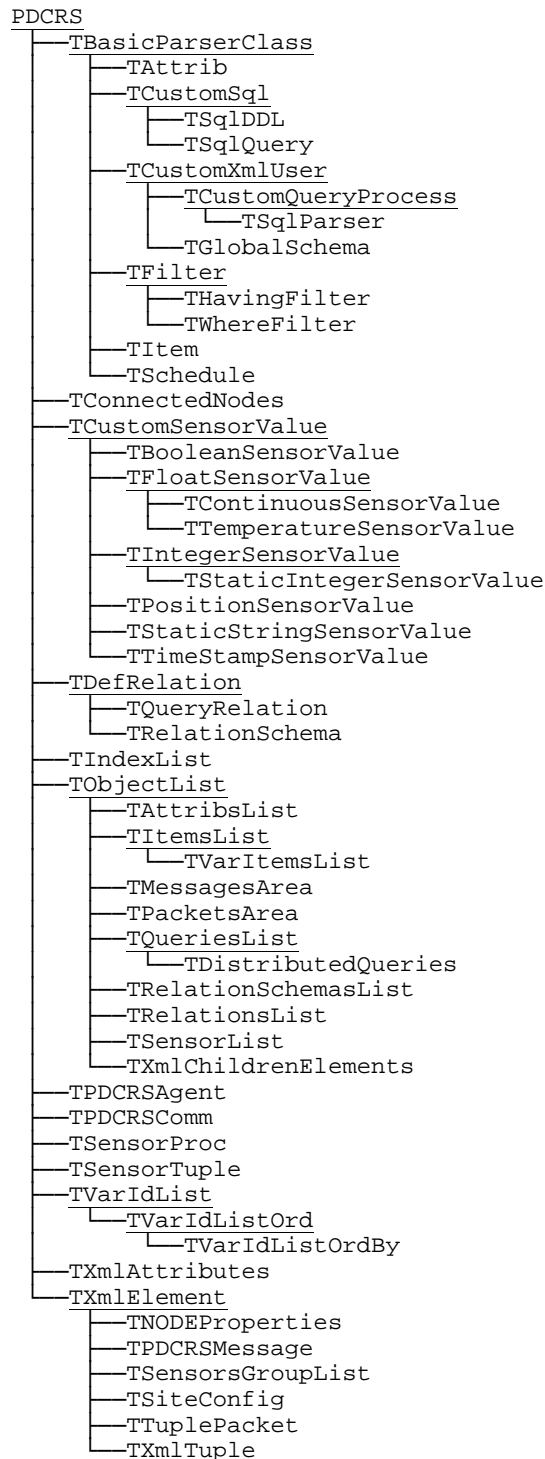 PDCRS
TBasicParserClass
TAttrib
TCustomSql
TSqlDDL
TSqlQuery
TCustomXmlUser
TCustomQueryProcess
TSqlParser
TGlobalSchema
TFilter
THavingFilter
TWhereFilter
TItem
TSchedule
TConnectedNodes
TCustomSensorValue
TBooleanSensorValue
TFloatSensorValue
TContinuousSensorValue
TTemperatureSensorValue
TIntegerSensorValue
TStaticIntegerSensorValue
TPositionSensorValue
TStaticStringSensorValue
TTimeStampSensorValue
TDefRelation
TQueryRelation
TRelationSchema
TIndexList
TObjectList
TAttribsList
TItemsList
TVarItemsList
TMessagesArea
TPacketsArea
TQueriesList
TDistributedQueries
TRelationSchemasList
TRelationsList
TSensorList
TXmlChildrenElements
TPDCRSAgent
TPDCRSComm
TSensorProc
TSensorTuple
TVarIdList
TVarIdListOrd
TVarIdListOrdBy
TXmlAttributes
TXmlElement
TNODEProperties
TPDCRSMessage
TSensorsGroupList
TSiteConfig
TTuplePacket
TXmlTuple